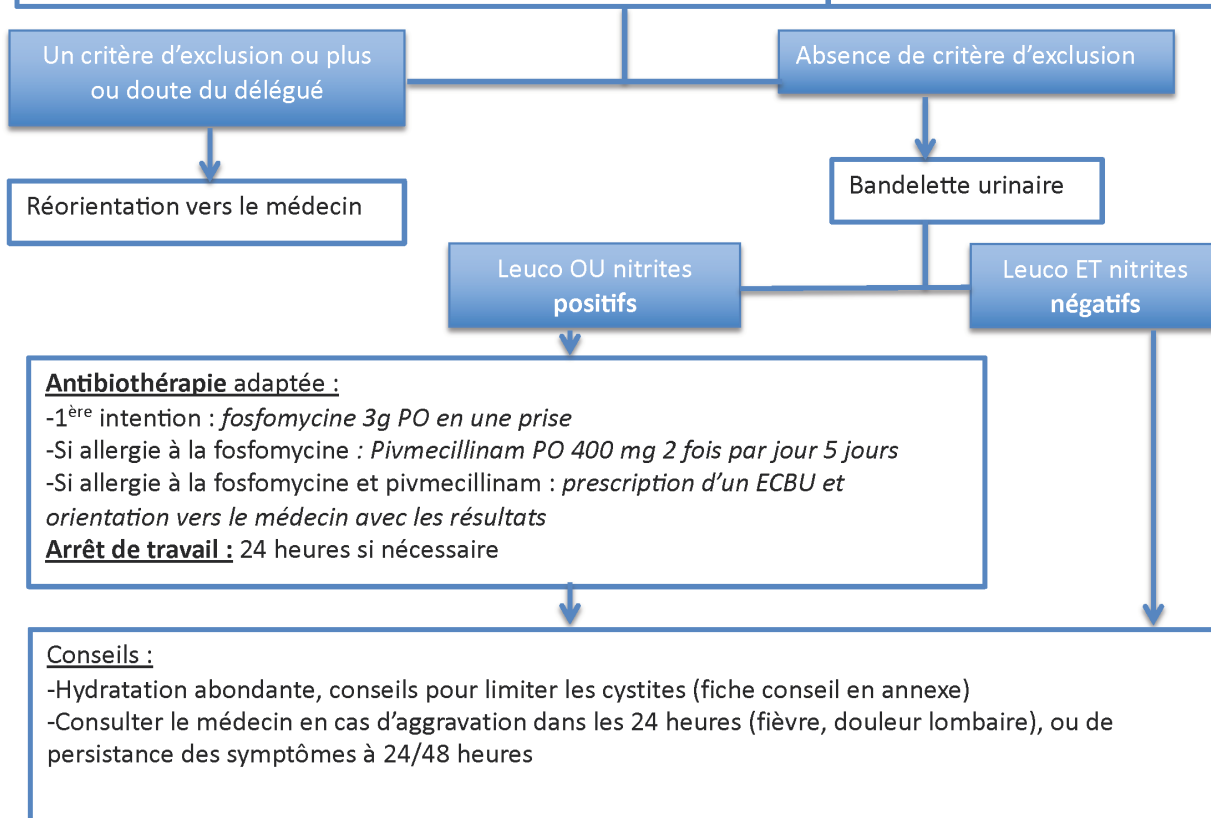 Un critère d'exclusion ou plus
ou doute du délégué
Absence de critère d'exclusion
Réorientation vers le médecin
Bandelette urinaire
Leuco OU nitrites
positifs
Leuco ET nitrites
négatifs
Antibiothérapie adaptée :
-1ère intention : fosfomycine 3g PO en une prise
-Si allergie à la fosfomycine : Pivmecillinam PO 400 mg 2 fois par jour 5 jours
-Si allergie à la fosfomycine et pivmecillinam : prescription d'un ECBU et
orientation vers le médecin avec les résultats
Arrêt de travail : 24 heures si nécessaire
Conseils :
-Hydratation abondante, conseils pour limiter les cystites (fiche conseil en annexe)
-Consulter le médecin en cas d'aggravation dans les 24 heures (fièvre, douleur lombaire), ou de
persistance des symptômes à 24/48 heures